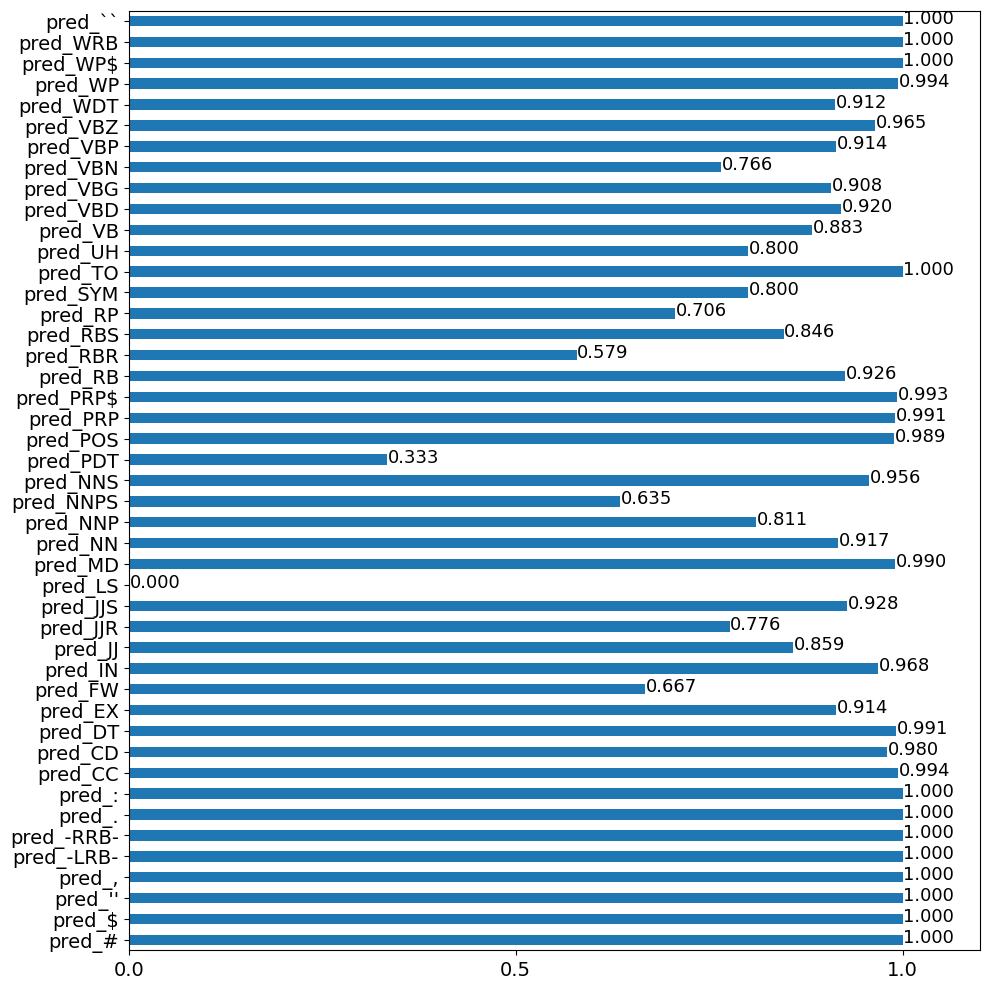 pred_`` 1.000
pred_WRB 1.000
pred_WP$ 1.000
pred_WP 0.994
pred_WDT 0.912
pred_VBZ 0.965
pred_VBP 0.914
pred_VBN 0.766
pred_VBG 0.908
pred_VBD 0.920
pred_VB 0.883
pred_UH 0.800
pred_TO 1.000
pred_SYM 0.800
pred_RP 0.706
pred_RBS 0.846
pred_RBR 0.579
pred_RB 0.926
pred_PRP$ 0.993
pred_PRP 0.991
pred_POS 0.989
pred_PDT 0.333
pred_NNS 0.956
pred_NNPS 0.635
pred_NNP 0.811
pred_NN 0.917
pred_MD 0.990
pred_LS 0.000
pred_JJS 0.928
pred_JJR 0.776
pred_JJ 0.859
pred_IN 0.968
pred_FW 0.667
pred_EX 0.914
pred_DT 0.991
pred_CD 0.980
pred_CC 0.994
pred_: 1.000
pred_. 1.000
pred_-RRB- 1.000
pred_-LRB- 1.000
pred_, 1.000
pred_'' 1.000
pred_$ 1.000
pred_# 1.000
0.0 0.5 1.0